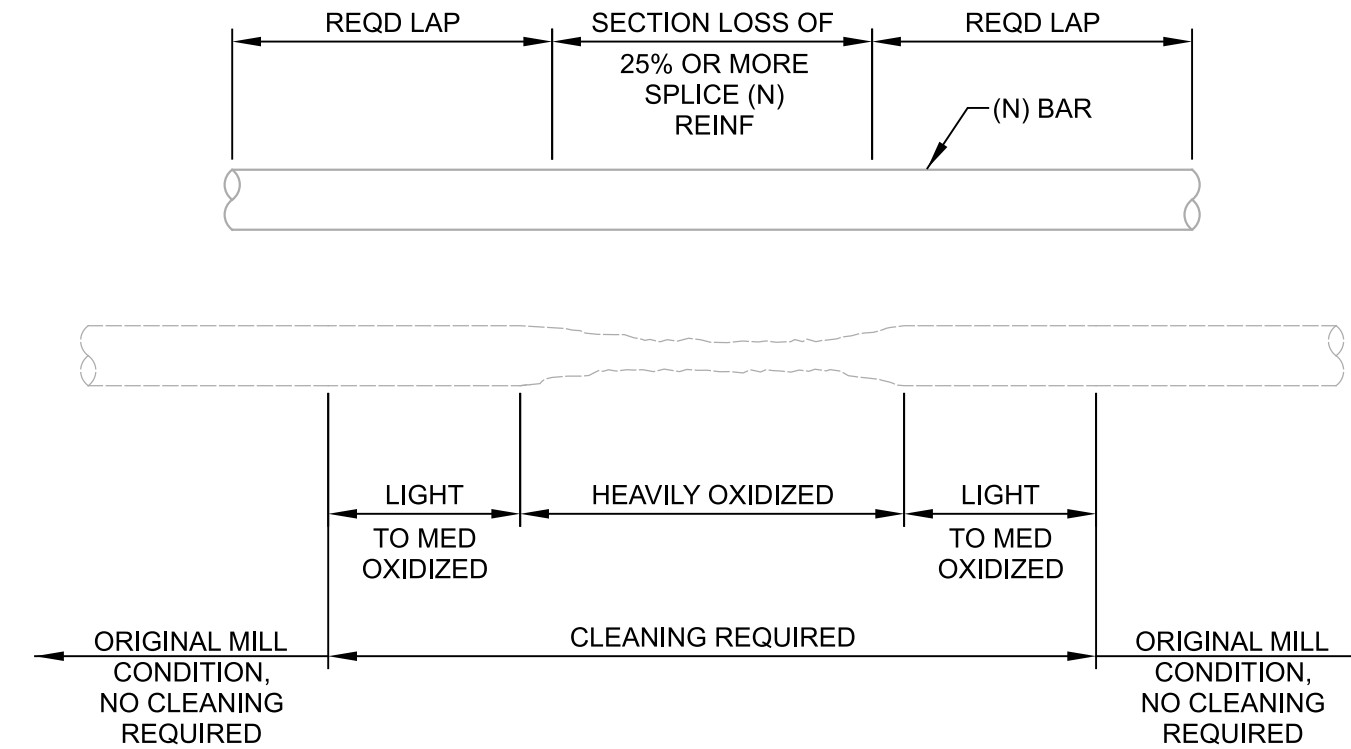 REQD LAP
SECTION LOSS OF
25% OR MORE
SPLICE (N)
REINF
REQD LAP
(N) BAR
LIGHT
TO MED
OXIDIZED
HEAVILY OXIDIZED
LIGHT
TO MED
OXIDIZED
ORIGINAL MILL
CONDITION,
NO CLEANING
REQUIRED
CLEANING REQUIRED
ORIGINAL MILL
CONDITION,
NO CLEANING
REQUIRED